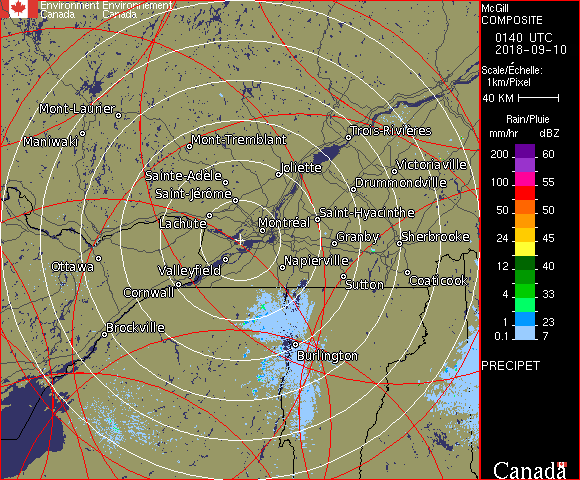 Environment Environnement
Canada Canada
McGill
COMPOSITE
0140 UTC
2018-09-10
Scale/Échelle:
1km/Pixel
40 KM
Rain/Pluie
mm/hr dBZ
200 60
100 55
50 50
24 45
12 40
4 33
1 23
0.1 7
PRECIPET
Canada
Mont-Laurier
Maniwaki
Mont-Tremblant
Trois-Rivières
Joliette
Victoriaville
Sainte-Adèle
Drummondville
Saint-Jérôme
Saint-Hyacinthe
Lachute
Montréal
Granby
Sherbrooke
Ottawa
Valleyfield
Napierville
Coaticook
Sutton
Cornwall
Brockville
Burlington